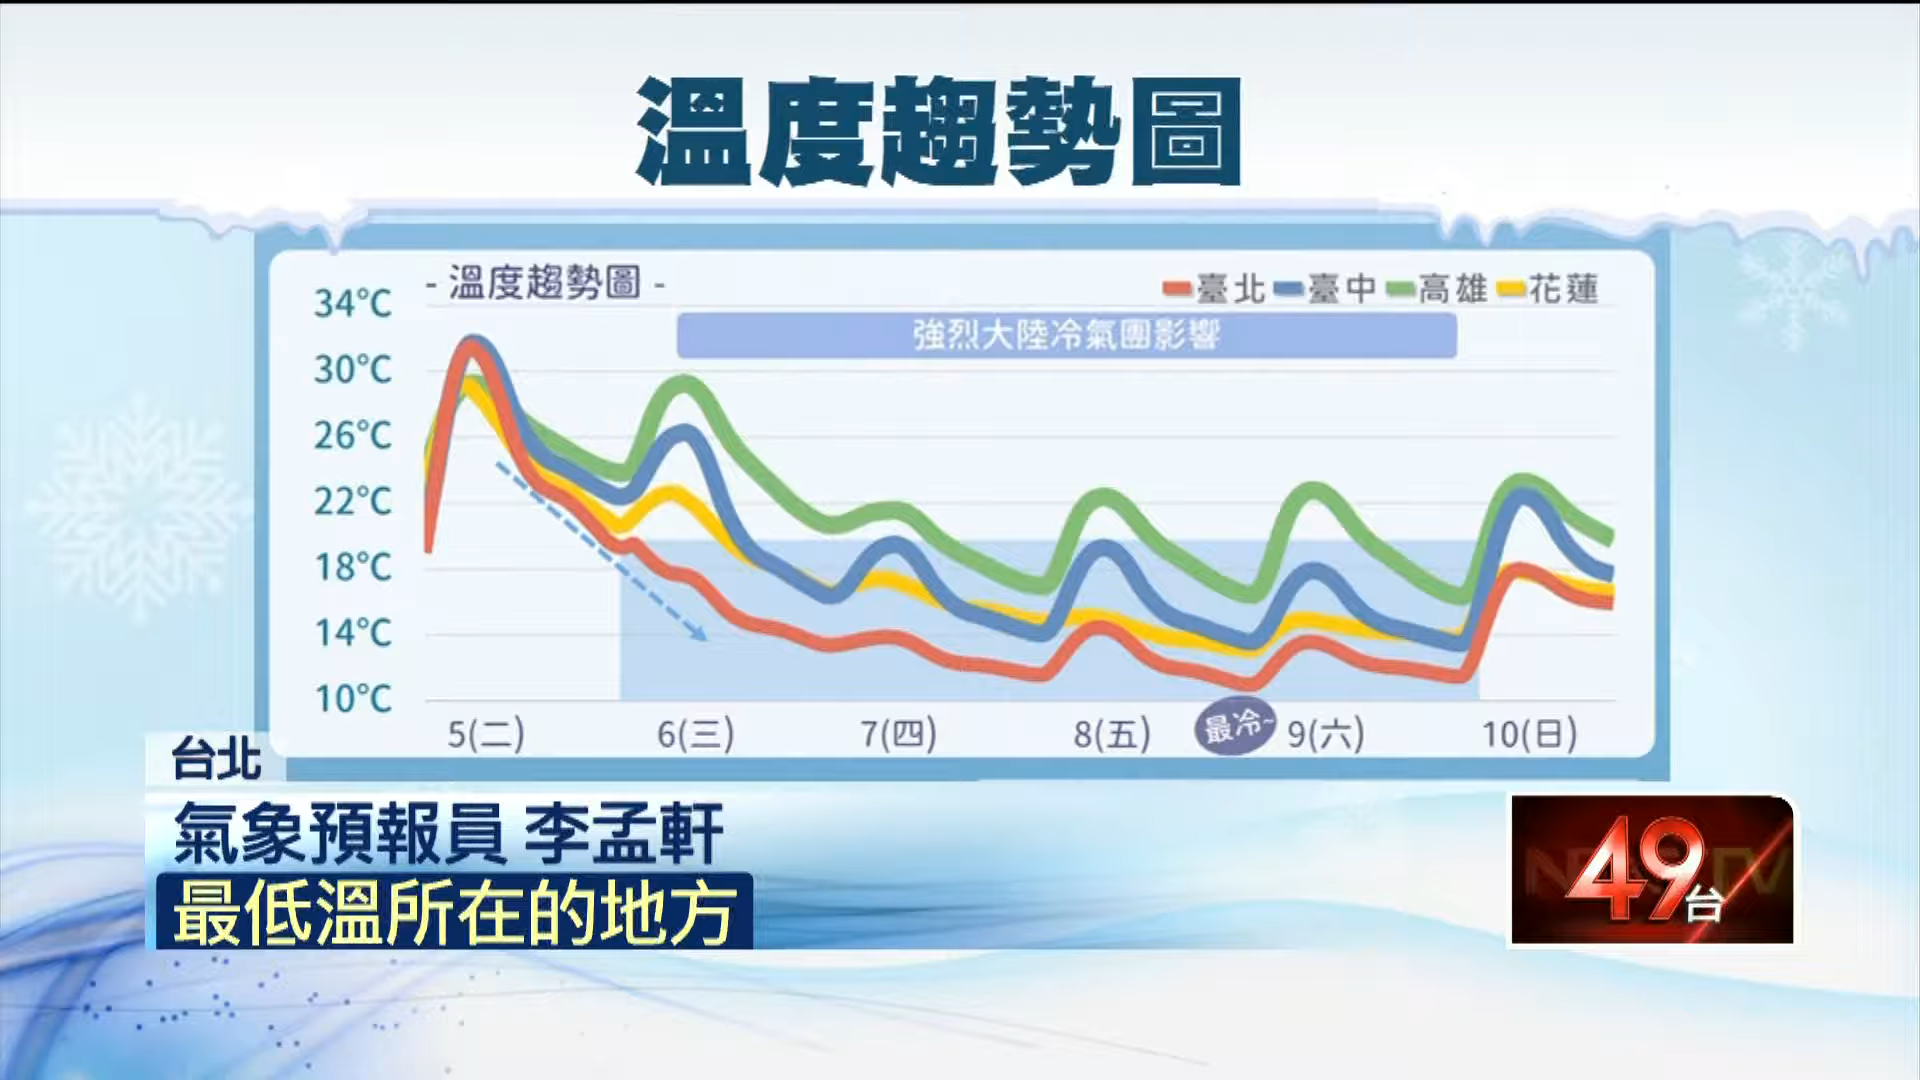 溫度趨勢圖
- 溫度趨勢圖 -
臺北 臺中 高雄 花蓮
強烈大陸冷氣團影響
34°C
30°C
26°C
22°C
18°C
14°C
10°C
5(二) 6(三) 7(四) 8(五) 最冷~ 9(六) 10(日)
台北
氣象預報員 李孟軒
最低溫所在的地方
49台